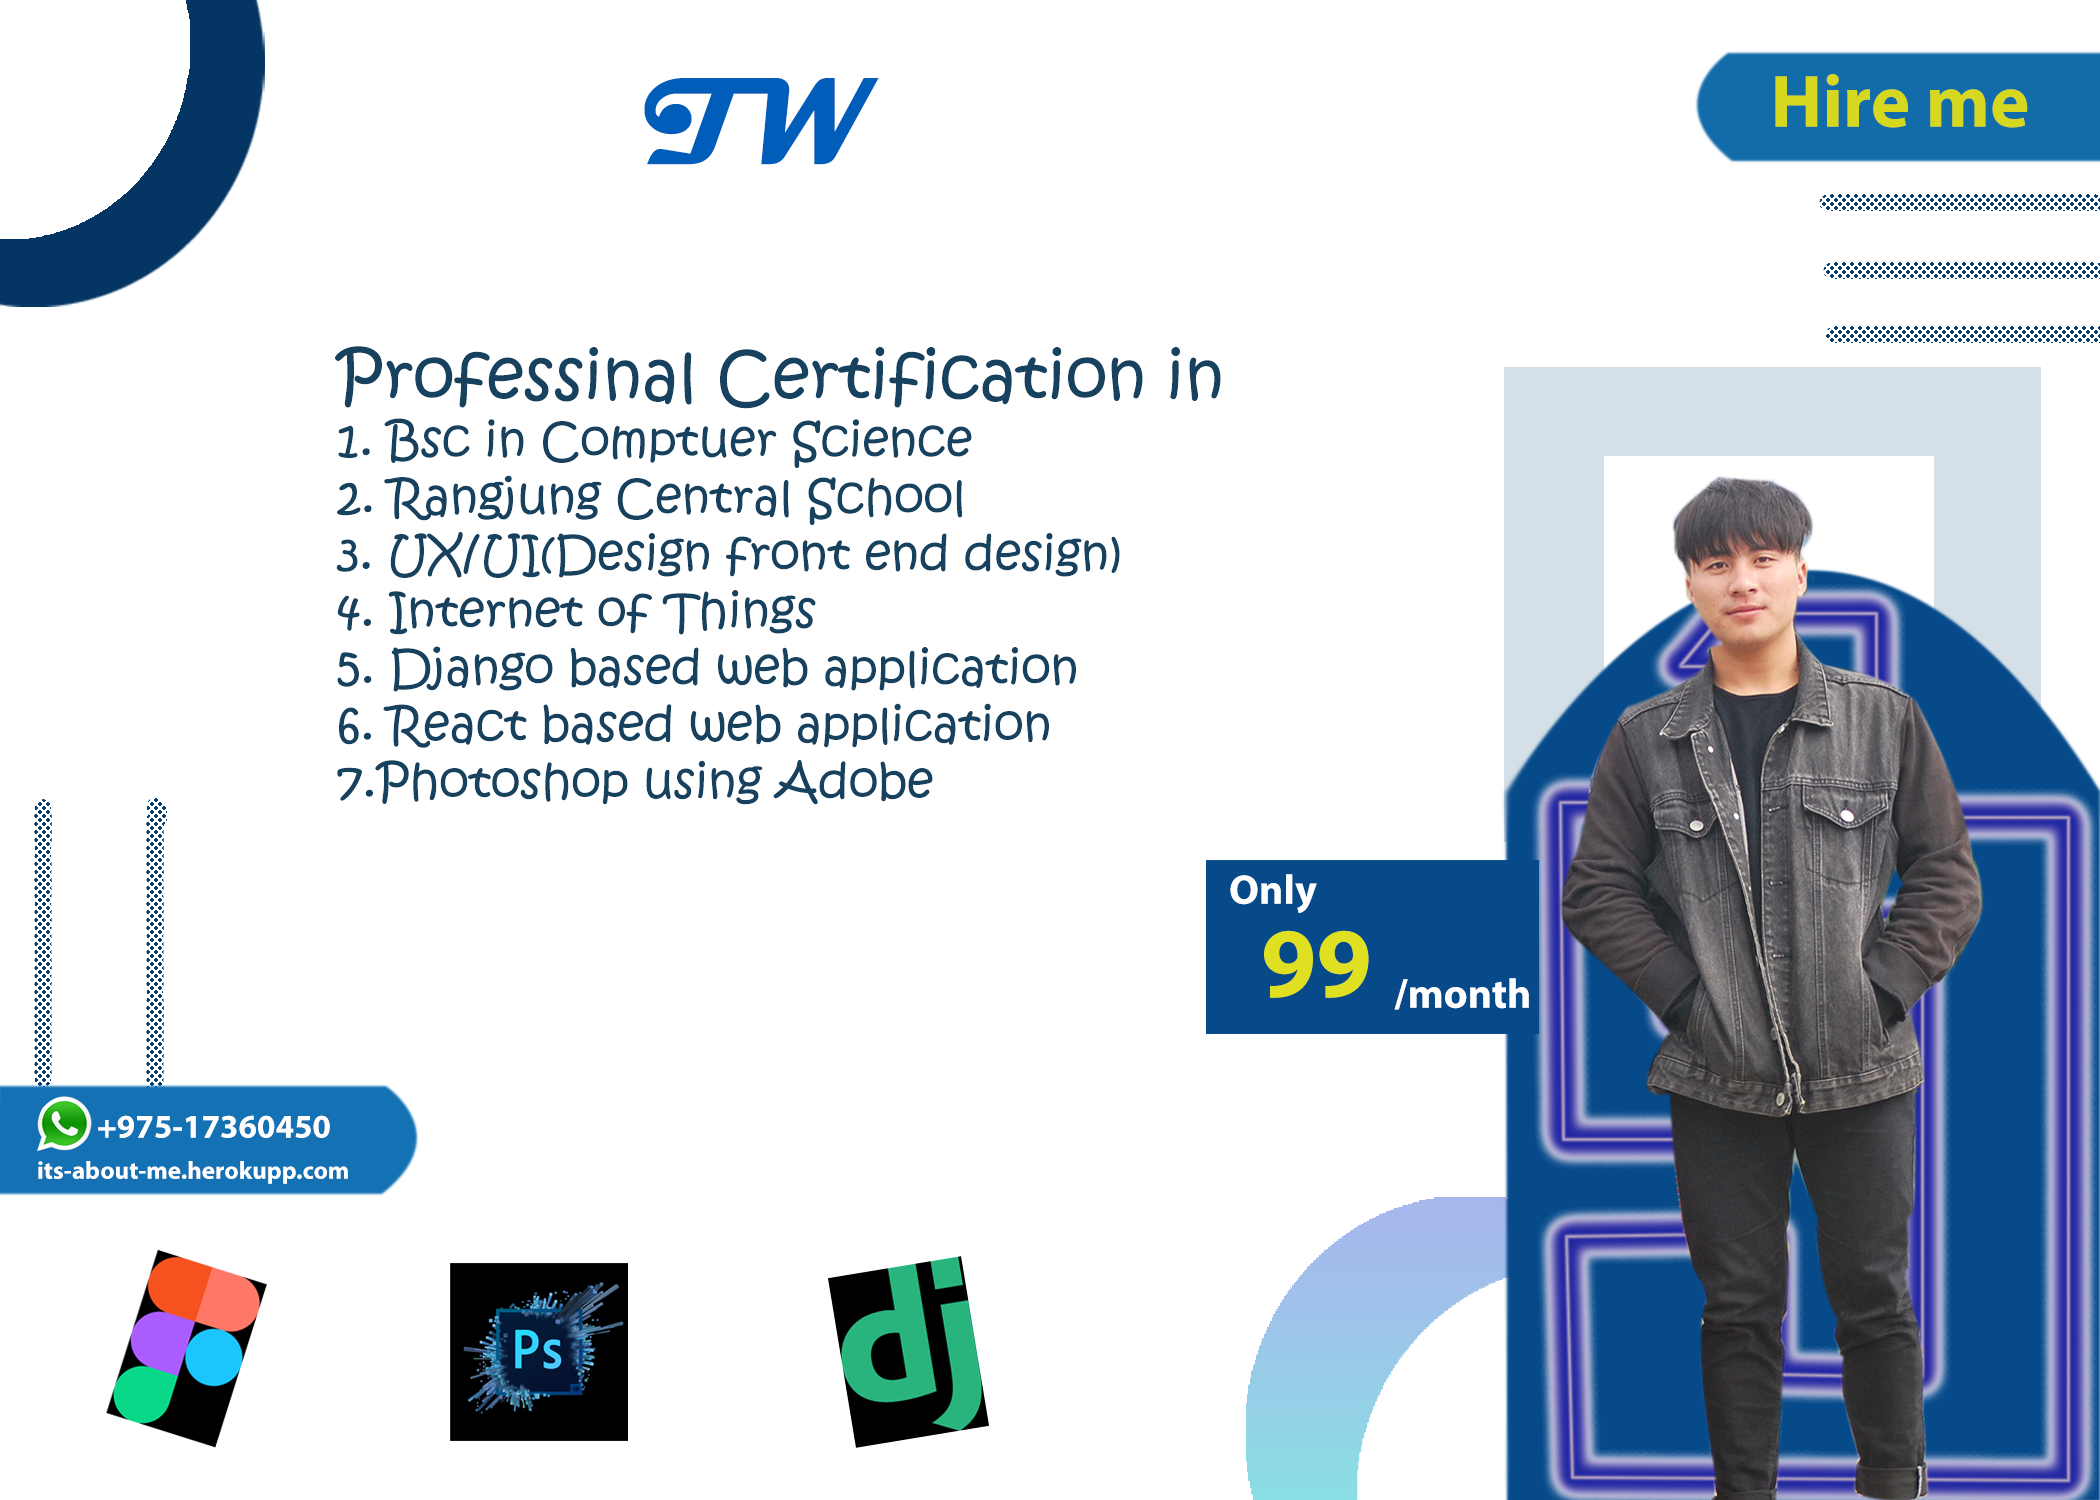 TW
Hire me
Professinal Certification in
1. Bsc in Comptuer Science
2. Rangjung Central School
3. UX/UI(Design front end design)
4. Internet of Things
5. Django based web application
6. React based web application
7.Photoshop using Adobe
Only
99 /month
+975-17360450
its-about-me.herokupp.com
Ps
dj